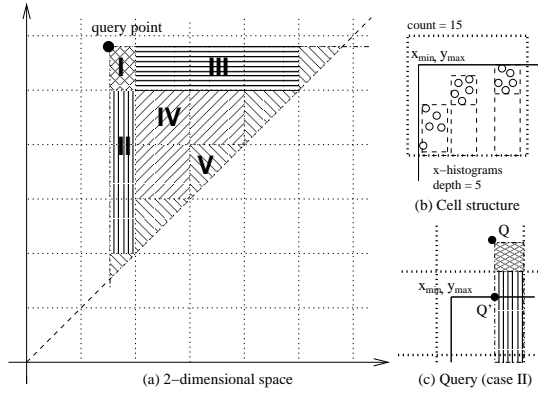 query point
I
III
II
IV
V
(a) 2-dimensional space
count = 15
x_min, y_max
x-histograms
depth = 5
(b) Cell structure
Q
x_min, y_max
Q'
(c) Query (case II)